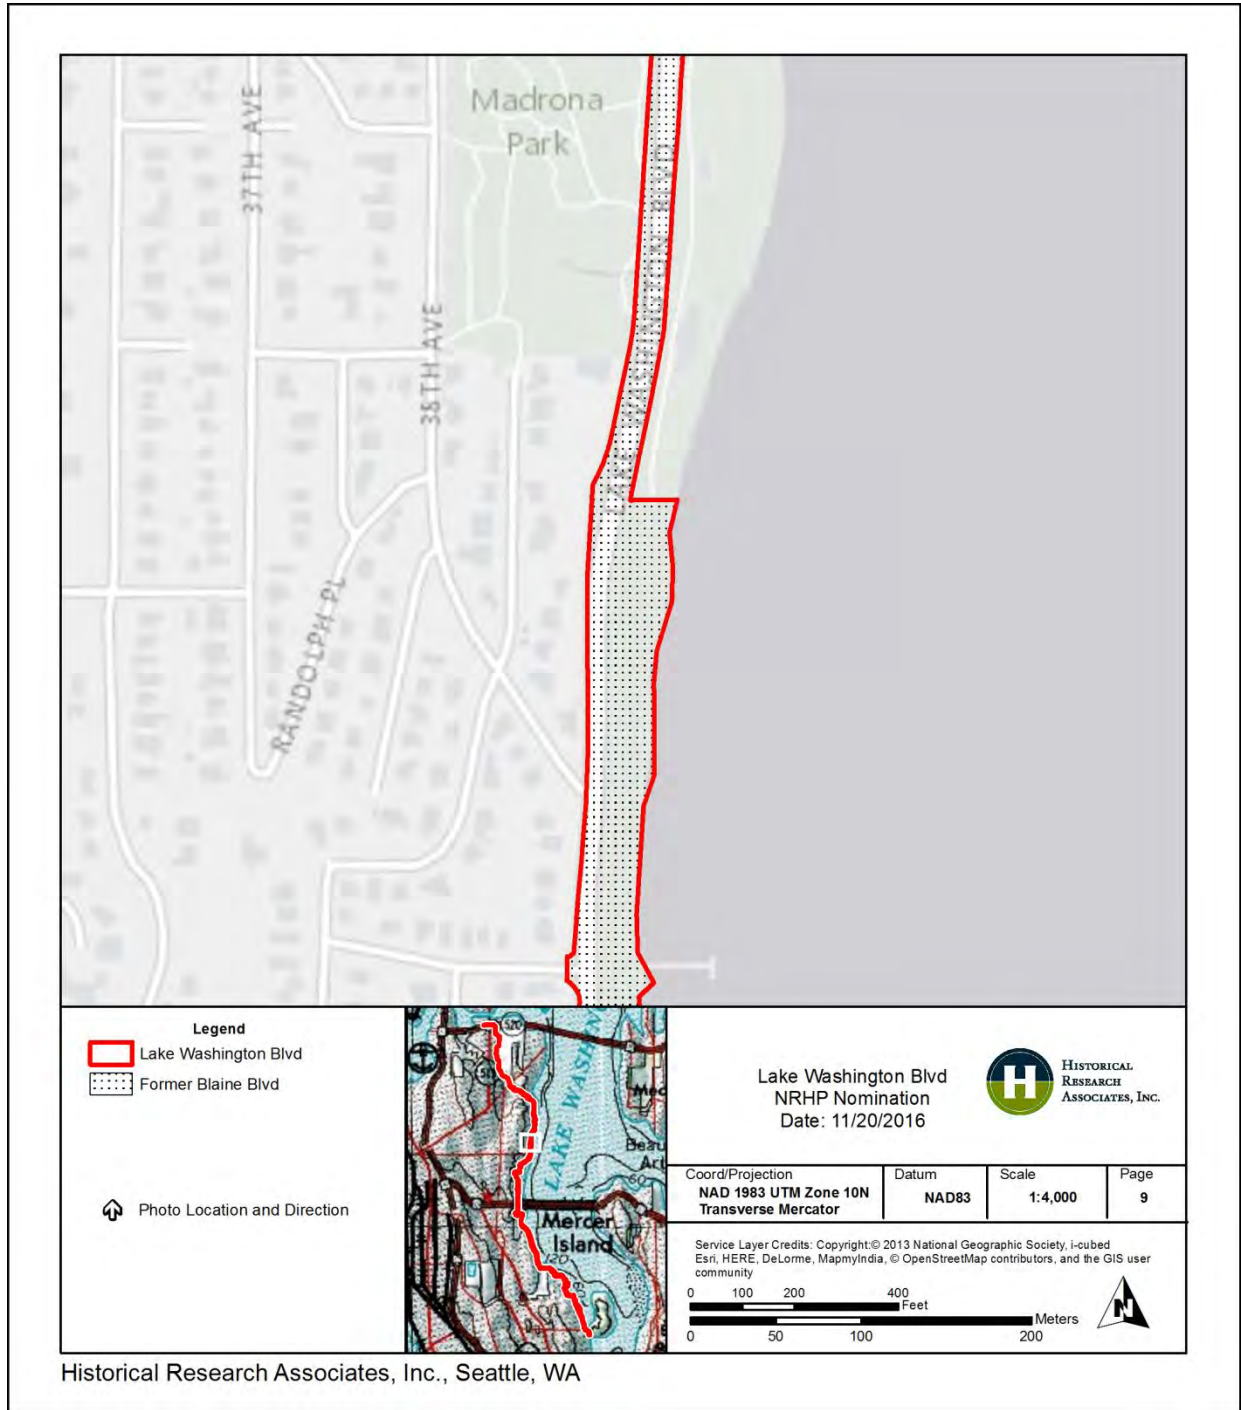 Madrona
Park
37TH AVE
38TH AVE
LAKE WASHINGTON BLVD
RANDOLPH PL
Legend
Lake Washington Blvd
Former Blaine Blvd
Photo Location and Direction
520
LAKE WASHIN
Mercer
Island
Lake Washington Blvd
NRHP Nomination
Date: 11/20/2016
H
HISTORICAL
RESEARCH
ASSOCIATES, INC.
Coord/Projection
NAD 1983 UTM Zone 10N
Transverse Mercator
Datum
NAD83
Scale
1:4,000
Page
9
Service Layer Credits: Copyright:© 2013 National Geographic Society, i-cubed
Esri, HERE, DeLorme, MapmyIndia, © OpenStreetMap contributors, and the GIS user
community
0 100 200 400
Feet
Meters
0 50 100 200
N
Historical Research Associates, Inc., Seattle, WA